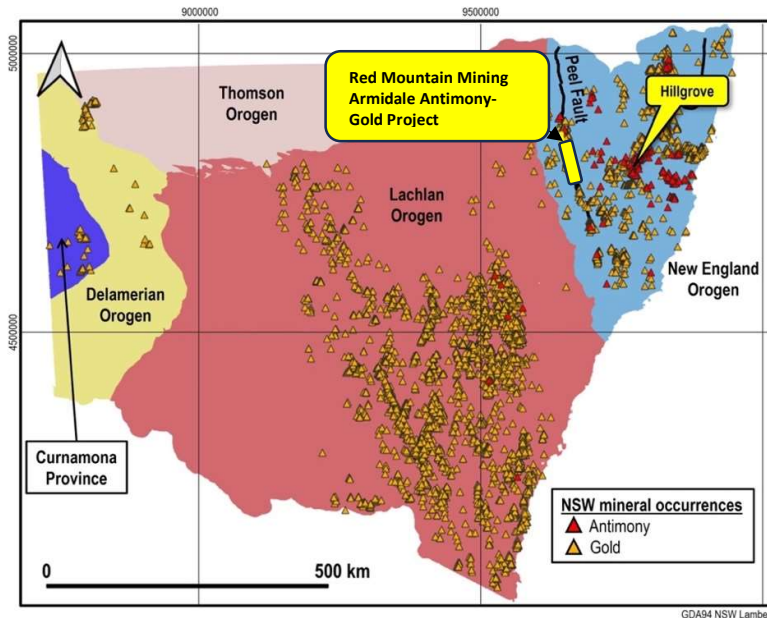 9000000
9500000
5000000
4500000
Red Mountain Mining
Armidale Antimony-
Gold Project
Thomson
Orogen
Peel Fault
Hillgrove
Lachlan
Orogen
New England
Orogen
Delamerian
Orogen
Curnamona
Province
NSW mineral occurrences
Antimony
Gold
0
500 km
GDA94 NSW Lambe